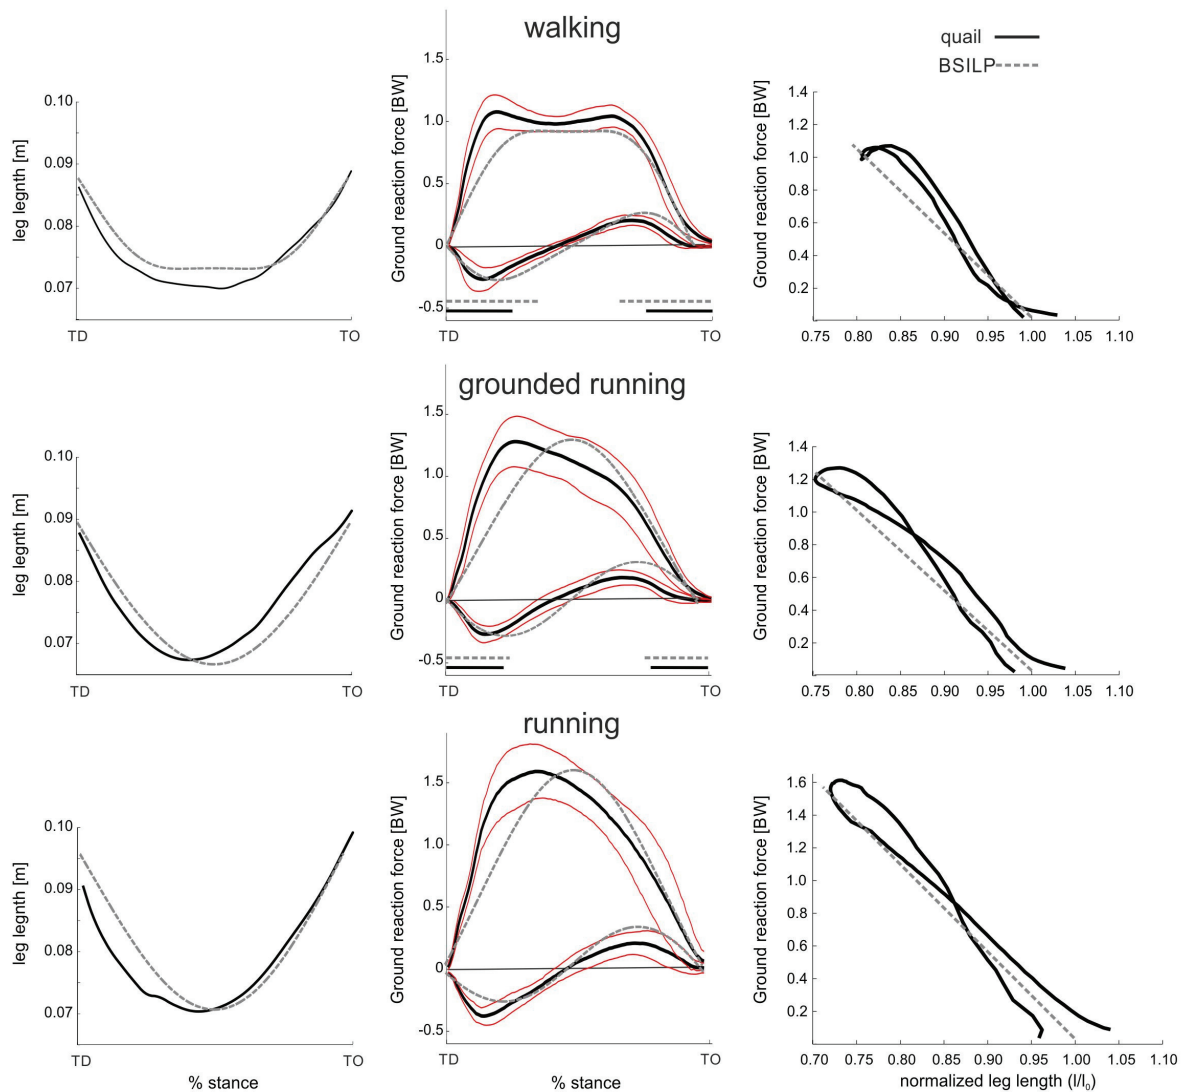 walking
quail
BSILP
leg legnth [m]
0.10
0.09
0.08
0.07
TD
TO
Ground reaction force [BW]
1.5
1.0
0.5
0
-0.5
TD
TO
Ground reaction force [BW]
1.4
1.2
1.0
0.8
0.6
0.4
0.2
0.75 0.80 0.85 0.90 0.95 1.00 1.05 1.10
grounded running
leg legnth [m]
0.10
0.09
0.08
0.07
TD
TO
Ground reaction force [BW]
1.5
1.0
0.5
0
-0.5
TD
TO
Ground reaction force [BW]
1.4
1.2
1.0
0.8
0.6
0.4
0.2
0.75 0.80 0.85 0.90 0.95 1.00 1.05 1.10
running
leg legnth [m]
0.10
0.09
0.08
0.07
TD
TO
% stance
Ground reaction force [BW]
1.5
1.0
0.5
0
-0.5
TD
TO
% stance
Ground reaction force [BW]
1.6
1.4
1.2
1.0
0.8
0.6
0.4
0.2
0.70 0.75 0.80 0.85 0.90 0.95 1.00 1.05 1.10
normalized leg length (l/l₀)